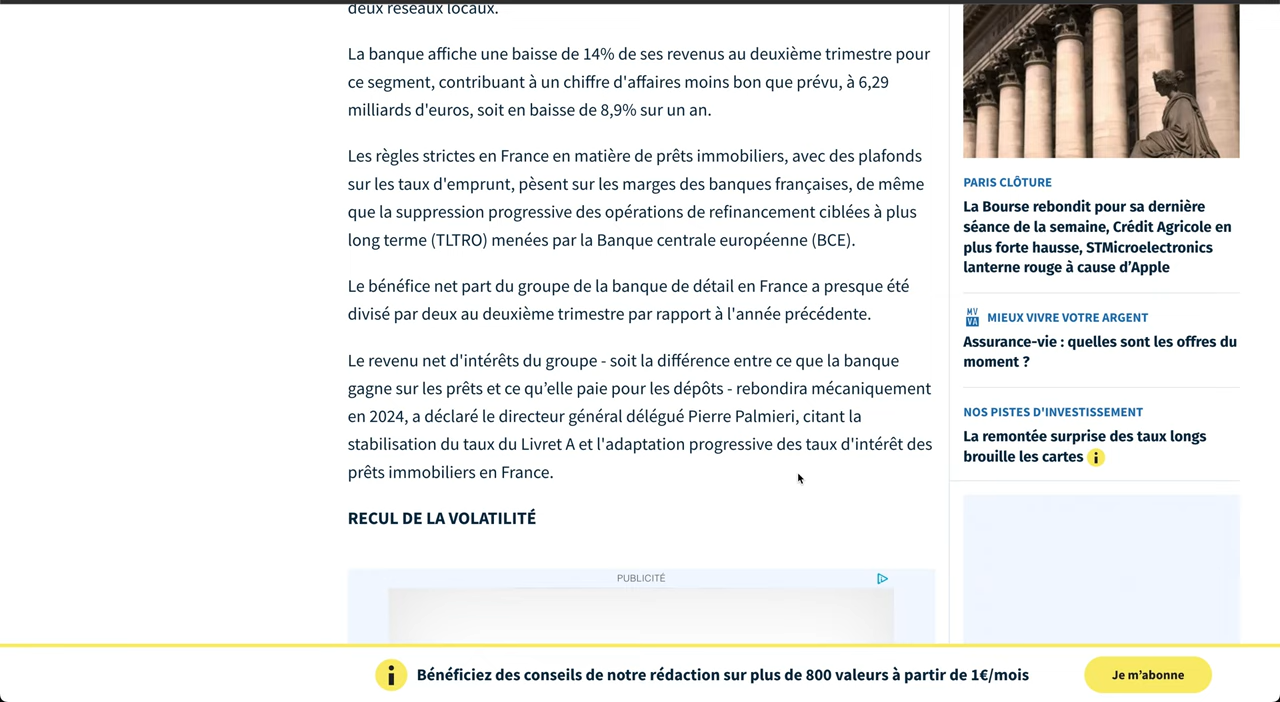 deux réseaux locaux.
La banque affiche une baisse de 14% de ses revenus au deuxième trimestre pour
ce segment, contribuant à un chiffre d'affaires moins bon que prévu, à 6,29
milliards d'euros, soit en baisse de 8,9% sur un an.
Les règles strictes en France en matière de prêts immobiliers, avec des plafonds
sur les taux d'emprunt, pèsent sur les marges des banques françaises, de même
que la suppression progressive des opérations de refinancement ciblées à plus
long terme (TLTRO) menées par la Banque centrale européenne (BCE).
Le bénéfice net part du groupe de la banque de détail en France a presque été
divisé par deux au deuxième trimestre par rapport à l'année précédente.
Le revenu net d'intérêts du groupe - soit la différence entre ce que la banque
gagne sur les prêts et ce qu’elle paie pour les dépôts - rebondira mécaniquement
en 2024, a déclaré le directeur général délégué Pierre Palmieri, citant la
stabilisation du taux du Livret A et l'adaptation progressive des taux d'intérêt des
prêts immobiliers en France.
RECUL DE LA VOLATILITÉ
PUBLICITÉ
PARIS CLÔTURE
La Bourse rebondit pour sa dernière
séance de la semaine, Crédit Agricole en
plus forte hausse, STMicroelectronics
lanterne rouge à cause d’Apple
MV
VA
MIEUX VIVRE VOTRE ARGENT
Assurance-vie : quelles sont les offres du
moment ?
NOS PISTES D'INVESTISSEMENT
La remontée surprise des taux longs
brouille les cartes i
i Bénéficiez des conseils de notre rédaction sur plus de 800 valeurs à partir de 1€/mois
Je m’abonne